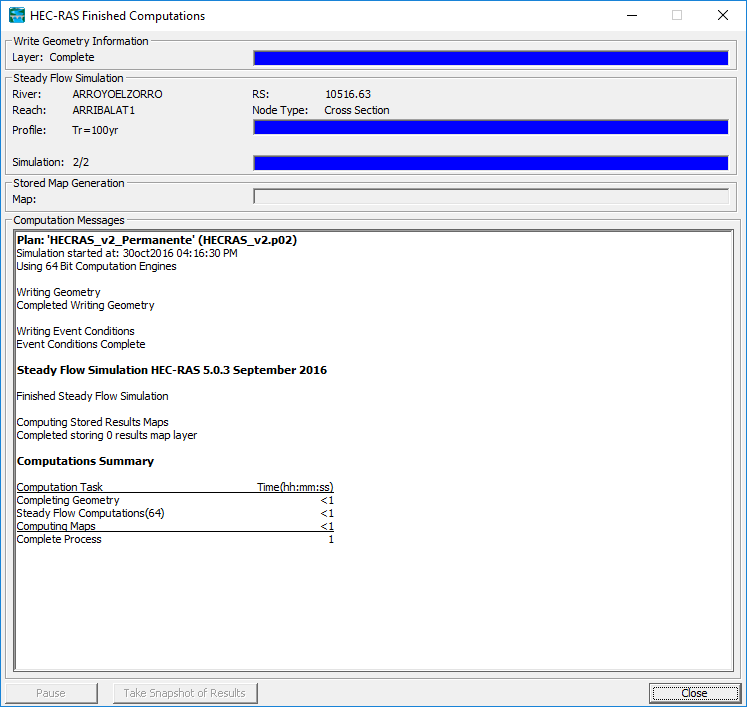 HEC-RAS Finished Computations
Write Geometry Information
Layer: Complete
Steady Flow Simulation
River: ARROYOELZORRO RS: 10516.63
Reach: ARRIBALAT1 Node Type: Cross Section
Profile: Tr=100yr
Simulation: 2/2
Stored Map Generation
Map:
Computation Messages
Plan: 'HECRAS_v2_Permanente' (HECRAS_v2.p02)
Simulation started at: 30oct2016 04:16:30 PM
Using 64 Bit Computation Engines
Writing Geometry
Completed Writing Geometry
Writing Event Conditions
Event Conditions Complete
Steady Flow Simulation HEC-RAS 5.0.3 September 2016
Finished Steady Flow Simulation
Computing Stored Results Maps
Completed storing 0 results map layer
Computations Summary
Computation Task Time(hh:mm:ss)
Completing Geometry <1
Steady Flow Computations(64) <1
Computing Maps <1
Complete Process 1
Pause Take Snapshot of Results Close